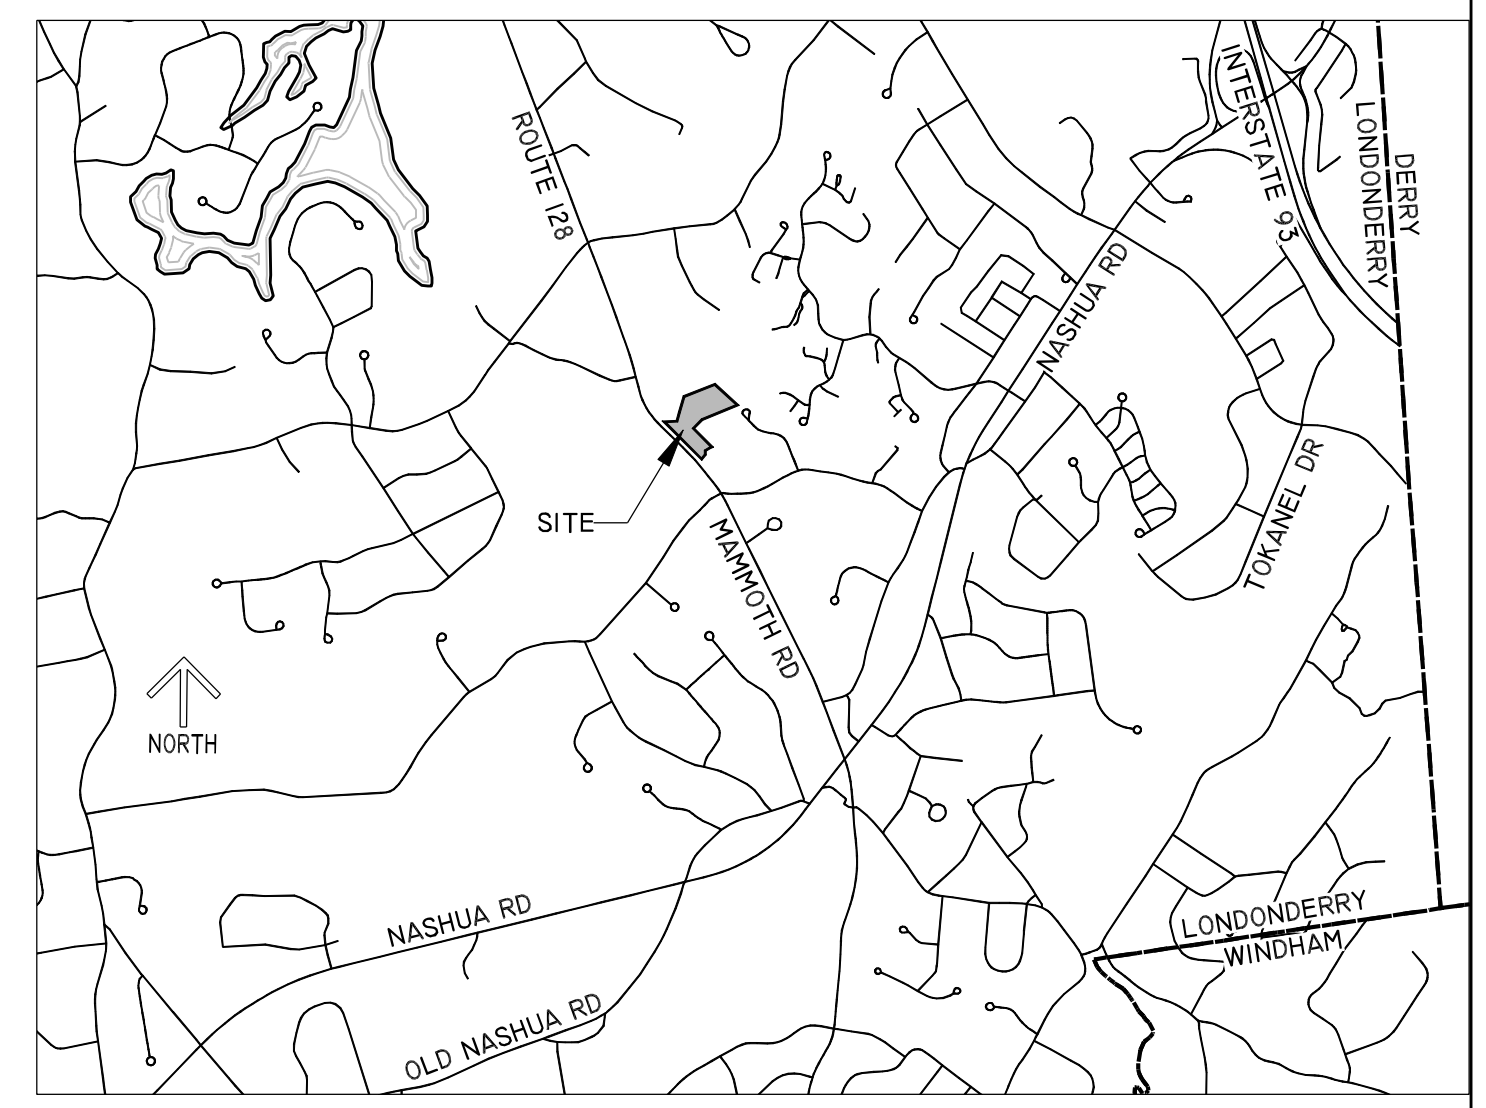 INTERSTATE 93
LONDONDERRY
DERRY
ROUTE 128
NASHUA RD
TOKANEL DR
SITE
MAMMOTH RD
NORTH
NASHUA RD
LONDONDERRY
WINDHAM
OLD NASHUA RD